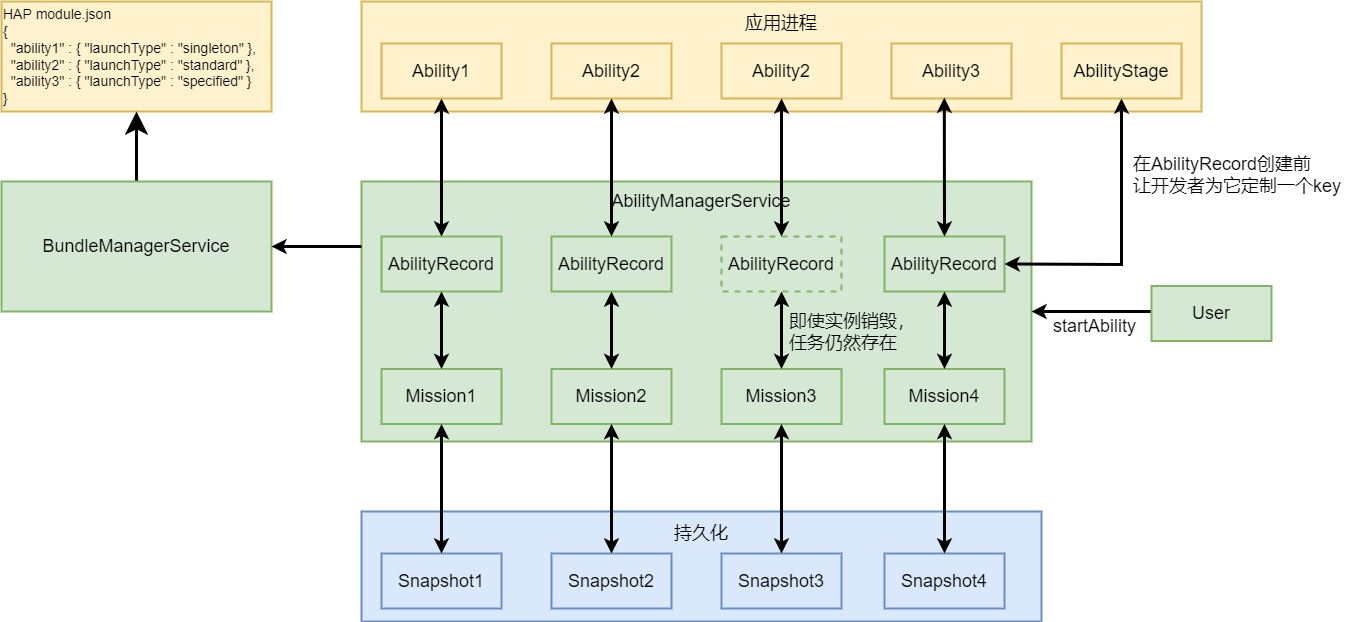 HAP module.json
{
"ability1" : { "launchType" : "singleton" },
"ability2" : { "launchType" : "standard" },
"ability3" : { "launchType" : "specified" }
}
应用进程
Ability1
Ability2
Ability2
Ability3
AbilityStage
在AbilityRecord创建前
让开发者为它定制一个key
BundleManagerService
AbilityManagerService
AbilityRecord
AbilityRecord
AbilityRecord
AbilityRecord
即使实例销毁，
任务仍然存在
User
startAbility
Mission1
Mission2
Mission3
Mission4
持久化
Snapshot1
Snapshot2
Snapshot3
Snapshot4